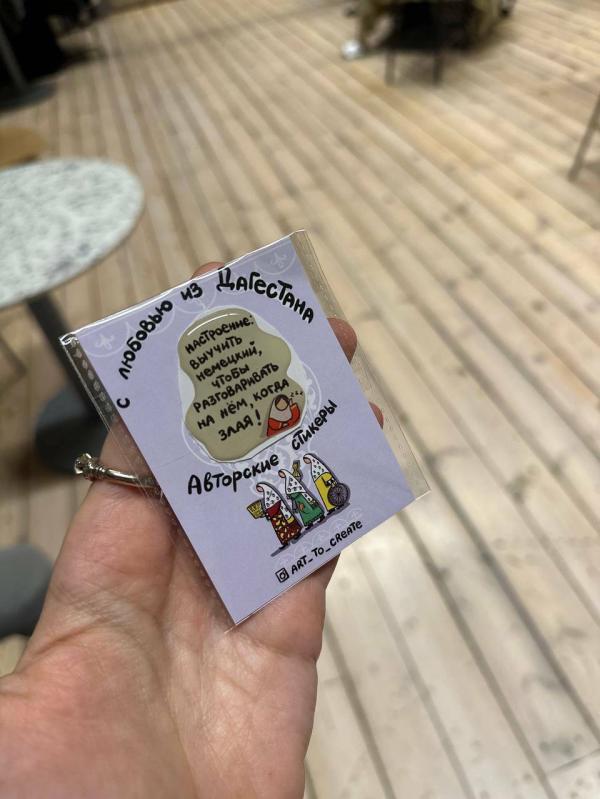 с любовью из Дагестана
настроение:
выучить
немецкий,
чтобы
разговаривать
на нём, когда
злая!
Авторские стикеры
ART_TO_CREATE